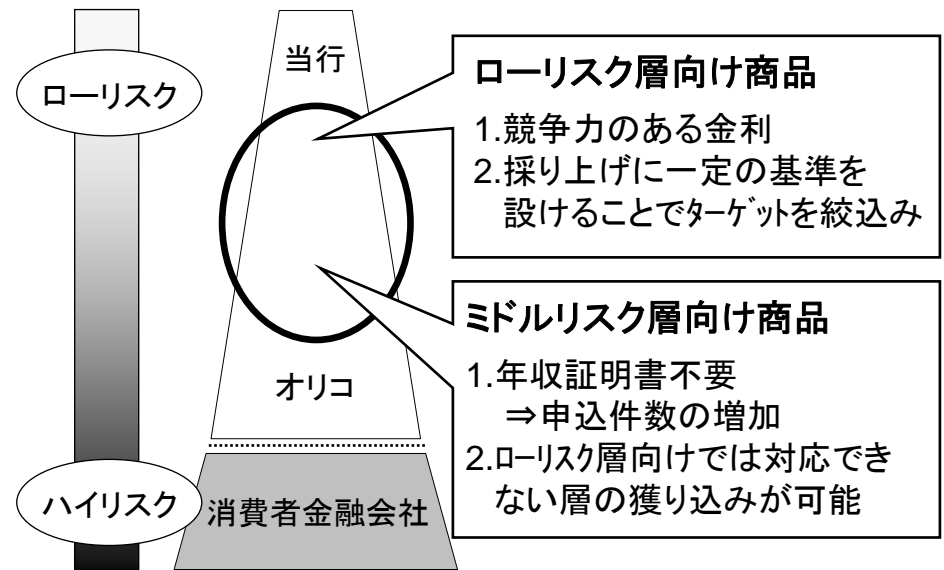 ローリスク
ハイリスク
当行
オリコ
消費者金融会社
ローリスク層向け商品
1.競争力のある金利
2.採り上げに一定の基準を
設けることでﾀｰｹﾞｯﾄを絞込み
ミドルリスク層向け商品
1.年収証明書不要
⇒申込件数の増加
2.ﾛｰﾘｽｸ層向けでは対応でき
ない層の獲り込みが可能